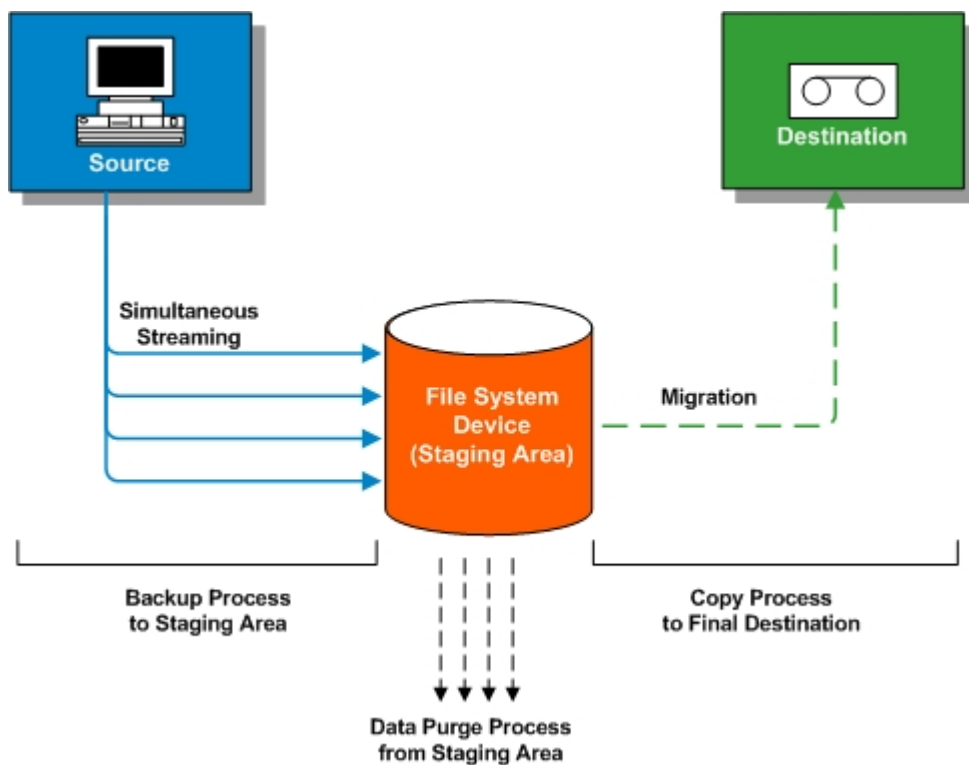 Source
Destination
Simultaneous
Streaming
File System
Device
(Staging Area)
Migration
Backup Process
to Staging Area
Copy Process
to Final Destination
Data Purge Process
from Staging Area